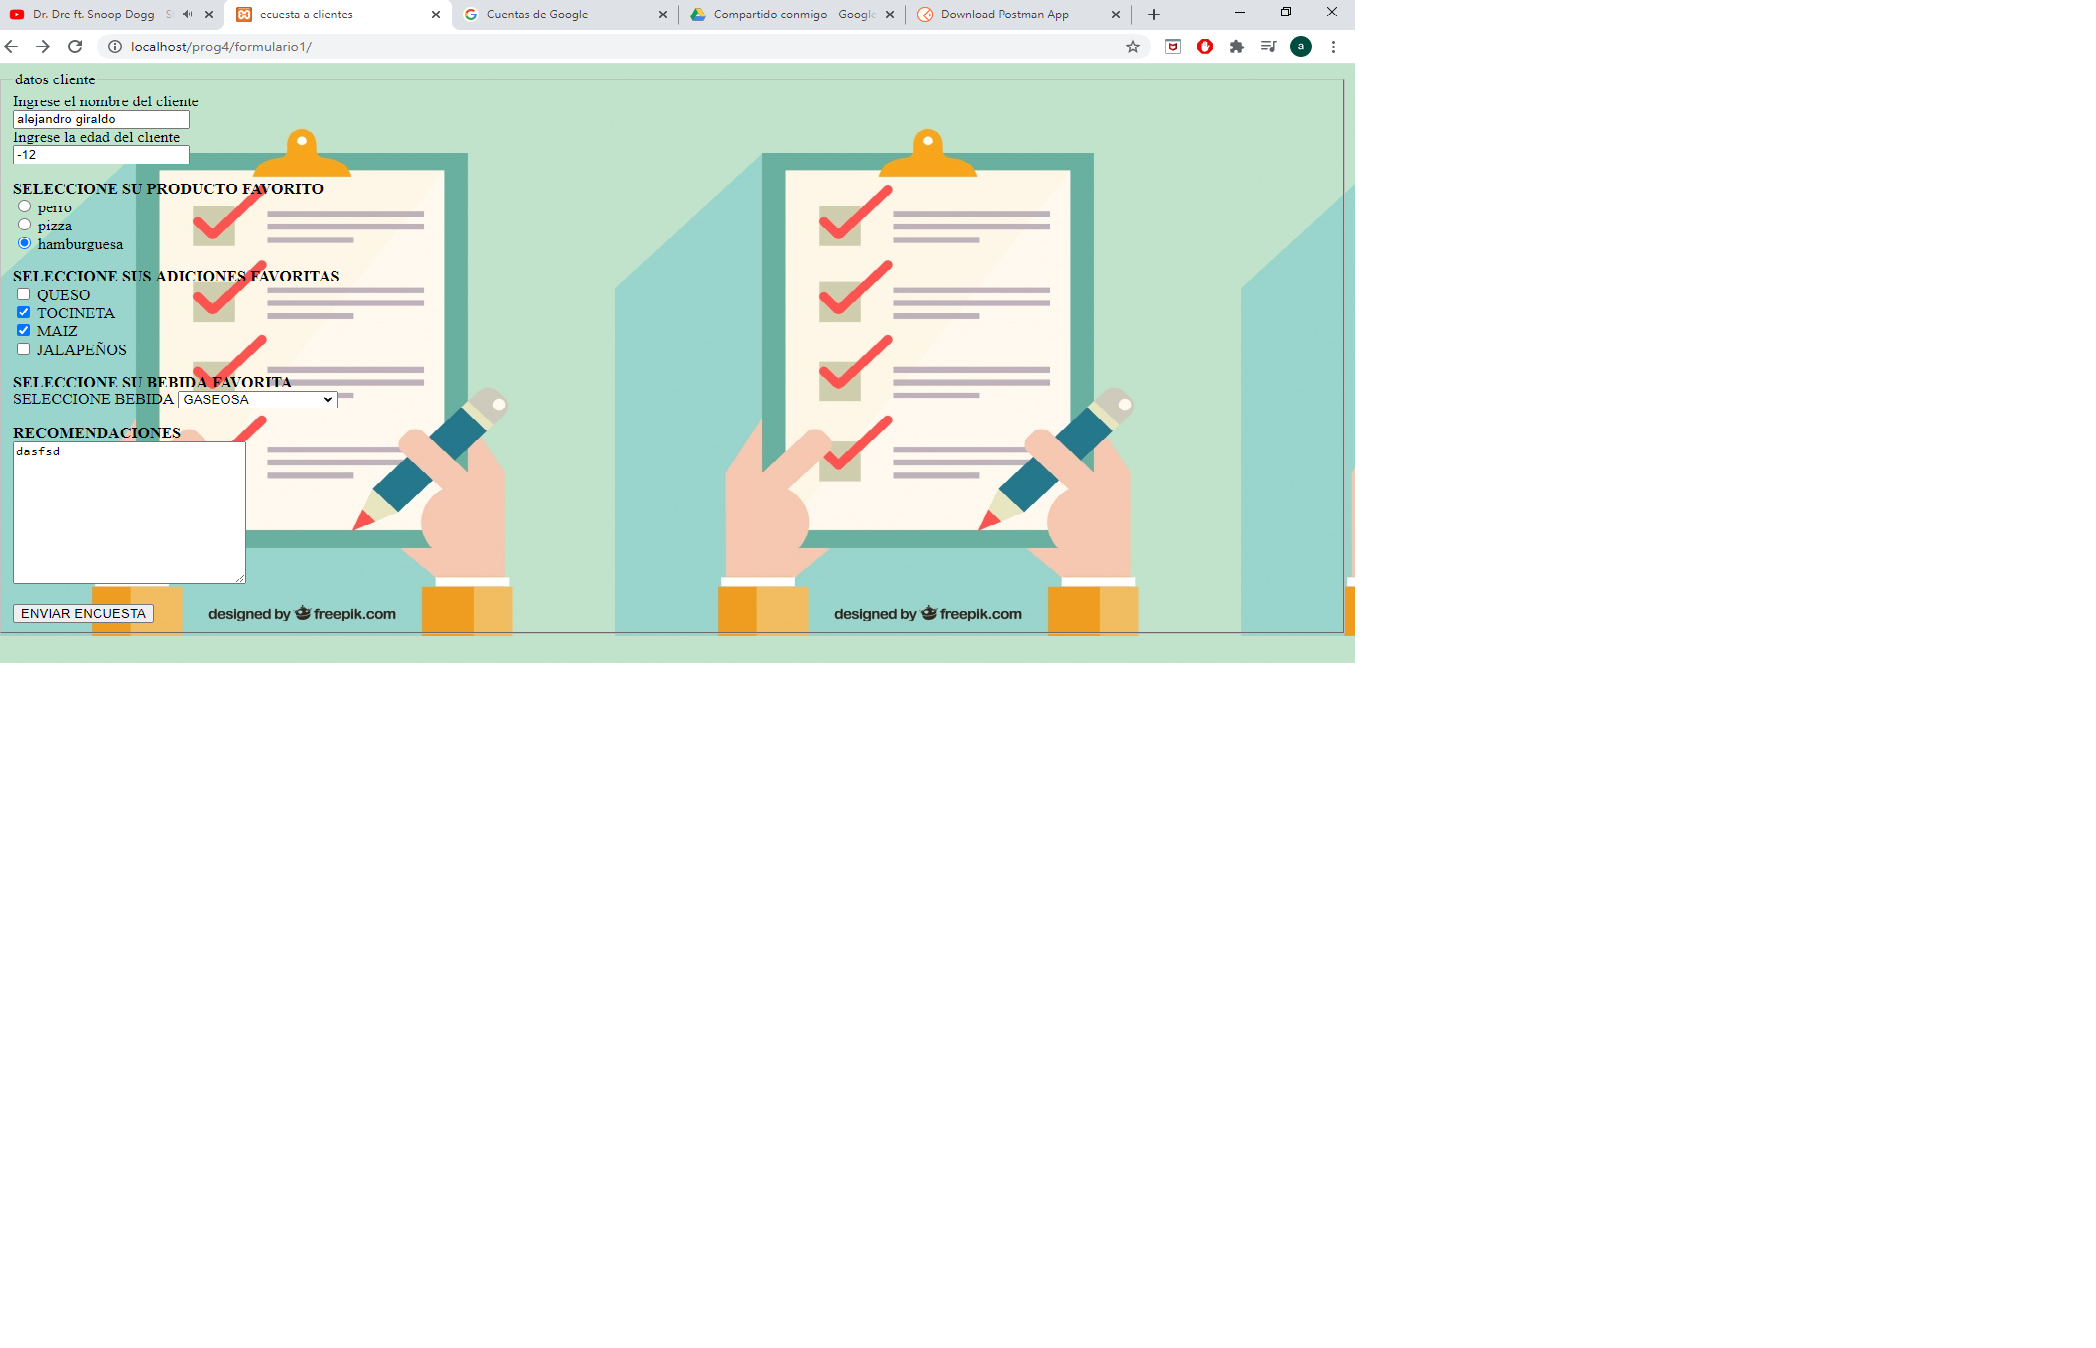 Dr. Dre ft. Snoop Dogg
ecuesta a clientes
Cuentas de Google
Compartido conmigo Google
Download Postman App
localhost/prog4/formulario1/
a
datos cliente
Ingrese el nombre del cliente
alejandro giraldo
Ingrese la edad del cliente
-12
SELECCIONE SU PRODUCTO FAVORITO
perro
pizza
hamburguesa
SELECCIONE SUS ADICIONES FAVORITAS
QUESO
TOCINETA
MAIZ
JALAPEÑOS
SELECCIONE SU BEBIDA FAVORITA
SELECCIONE BEBIDA GASEOSA
RECOMENDACIONES
dasfsd
ENVIAR ENCUESTA
designed by freepik.com
designed by freepik.com